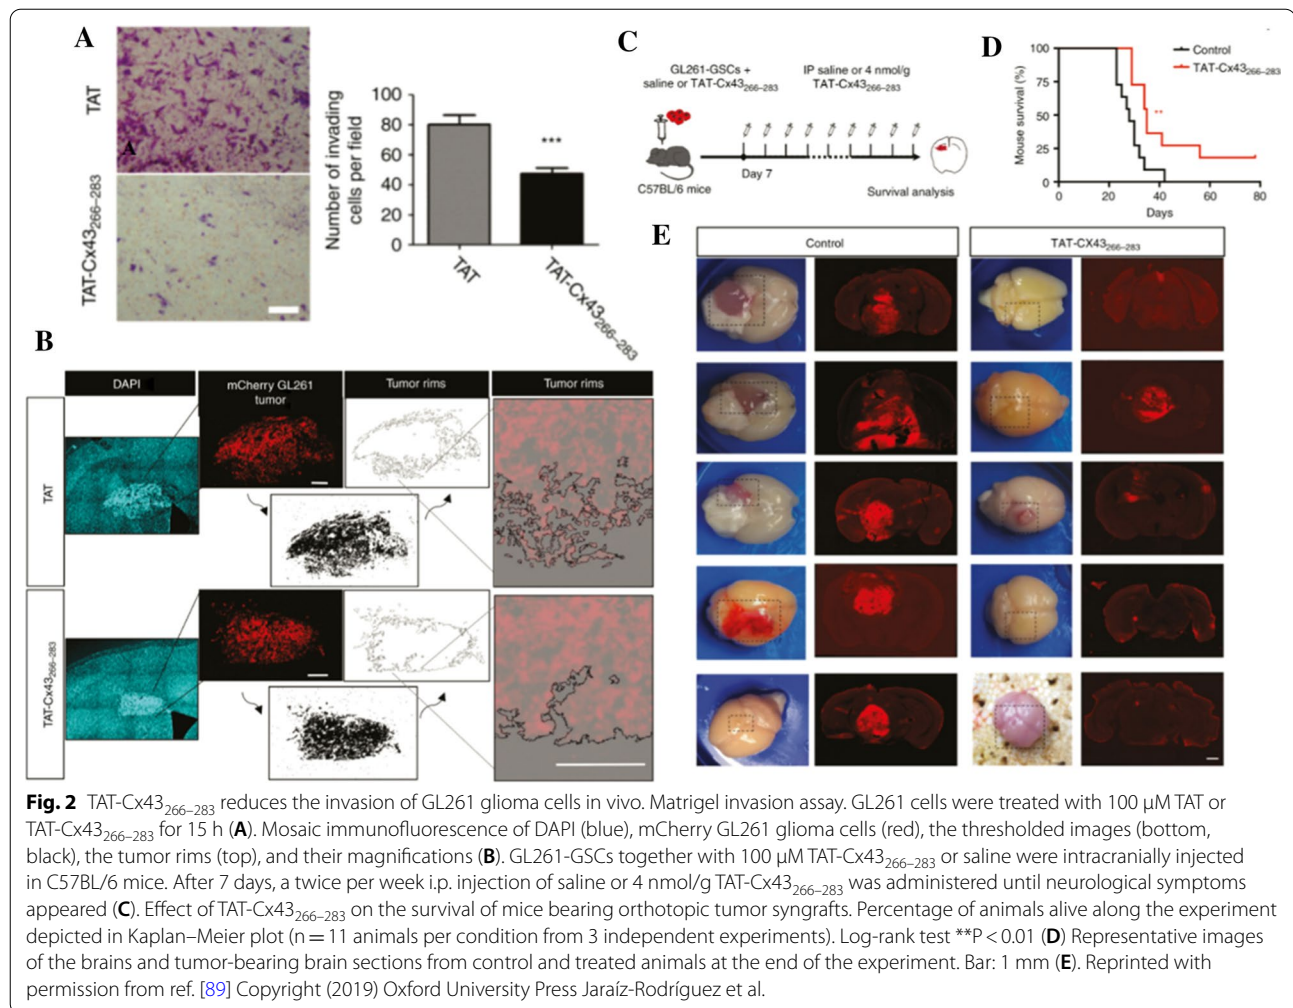 A
TAT
A
TAT-Cx43266–283
Number of invading
cells per field
100
80
60
40
20
0
***
TAT
TAT-Cx43266–283
B
DAPI
mCherry GL261
tumor
Tumor rims
Tumor rims
TAT
TAT-Cx43266–283
C
GL261-GSCs +
saline or TAT-Cx43266–283
IP saline or 4 nmol/g
TAT-Cx43266–283
C57BL/6 mice
Day 7
Survival analysis
D
Mouse survival (%)
100
75
50
25
0
Control
TAT-Cx43266–283
**
0 20 40 60 80
Days
E
Control
TAT-CX43266–283
Fig. 2 TAT-Cx43266–283 reduces the invasion of GL261 glioma cells in vivo. Matrigel invasion assay. GL261 cells were treated with 100 µM TAT or
TAT-Cx43266–283 for 15 h (A). Mosaic immunofluorescence of DAPI (blue), mCherry GL261 glioma cells (red), the thresholded images (bottom,
black), the tumor rims (top), and their magnifications (B). GL261-GSCs together with 100 µM TAT-Cx43266–283 or saline were intracranially injected
in C57BL/6 mice. After 7 days, a twice per week i.p. injection of saline or 4 nmol/g TAT-Cx43266–283 was administered until neurological symptoms
appeared (C). Effect of TAT-Cx43266–283 on the survival of mice bearing orthotopic tumor syngrafts. Percentage of animals alive along the experiment
depicted in Kaplan–Meier plot (n = 11 animals per condition from 3 independent experiments). Log-rank test **P < 0.01 (D) Representative images
of the brains and tumor-bearing brain sections from control and treated animals at the end of the experiment. Bar: 1 mm (E). Reprinted with
permission from ref. [89] Copyright (2019) Oxford University Press Jaraíz-Rodríguez et al.